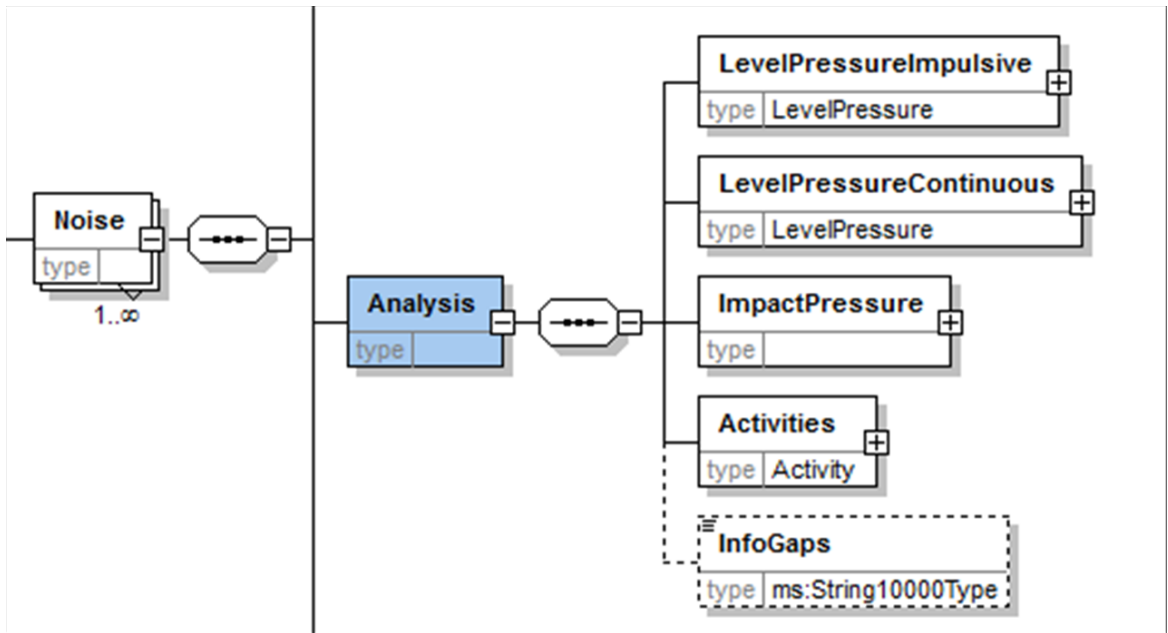 Noise
type
1..∞
Analysis
type
LevelPressureImpulsive
type LevelPressure
LevelPressureContinuous
type LevelPressure
ImpactPressure
type
Activities
type Activity
InfoGaps
type ms:String10000Type